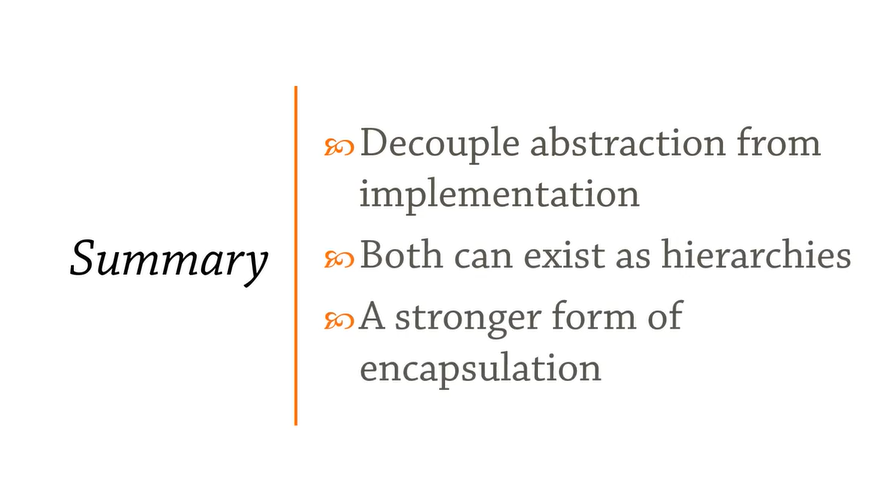 Summary
Decouple abstraction from
implementation
Both can exist as hierarchies
A stronger form of
encapsulation